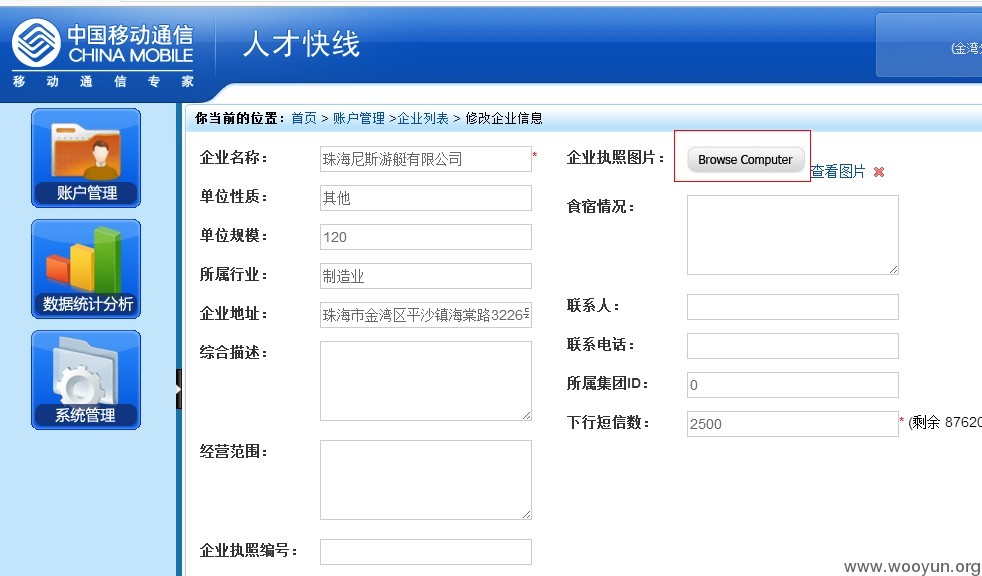 中国移动通信
CHINA MOBILE
移动通信专家
人才快线
(金湾
你当前的位置：首页 > 账户管理 >企业列表 > 修改企业信息
账户管理
数据统计分析
系统管理
企业名称：
珠海尼斯游艇有限公司
*
单位性质：
其他
单位规模：
120
所属行业：
制造业
企业地址：
珠海市金湾区平沙镇海棠路3226号
综合描述：
经营范围：
企业执照编号：
企业执照图片：
Browse Computer
查看图片
食宿情况：
联系人：
联系电话：
所属集团ID：
0
下行短信数：
2500
* (剩余 87620
www.wooyun.org